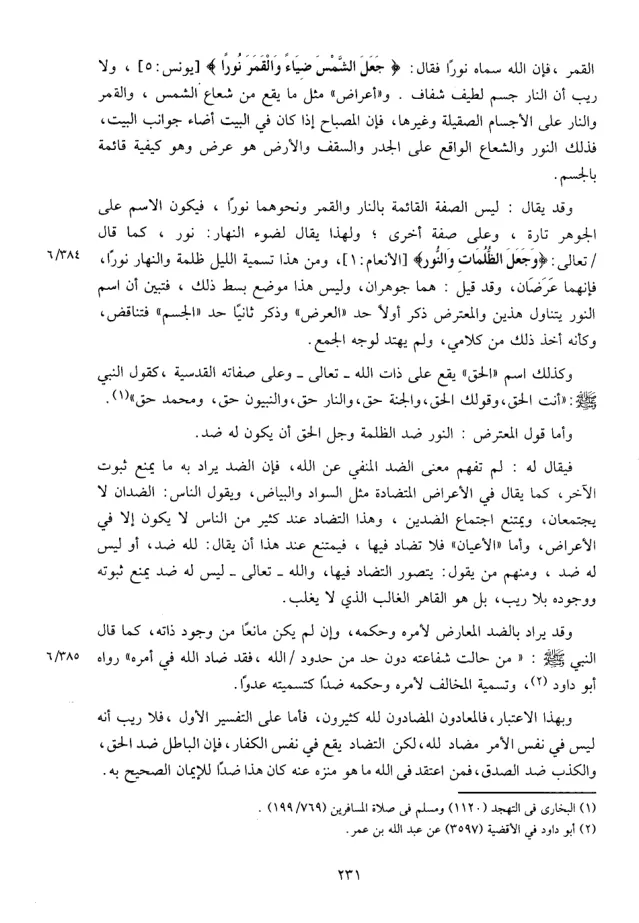 القمر ،فإن الله سماه نورًا فقال: ﴿ جَعَلَ الشَّمْسَ ضِيَاءً وَالْقَمَرَ نُورًا ﴾ [يونس:٥] ، ولا
ريب أن النار جسم لطيف شفاف . و«أعراض» مثل ما يقع من شعاع الشمس ، والقمر
والنار على الأجسام الصقيلة وغيرها، فإن المصباح إذا كان في البيت أضاء جوانب البيت،
فذلك النور والشعاع الواقع على الجدر والسقف والأرض هو عرض وهو كيفية قائمة
بالجسم.
وقد يقال : ليس الصفة القائمة بالنار والقمر ونحوهما نورًا ، فيكون الاسم على
الجوهر تارة ، وعلى صفة أخرى ؛ ولهذا يقال لضوء النهار: نور ، كما قال
/ تعالى: ﴿وَجَعَلَ الظُّلُمَاتِ وَالنُّورَ﴾ [الأنعام:١]، ومن هذا تسمية الليل ظلمة والنهار نورًا، ٦/٣٨٤
فإنهما عَرَضَان، وقد قيل : هما جوهران، وليس هذا موضع بسط ذلك ، فتبين أن اسم
النور يتناول هذين والمعترض ذكر أولاً حد «العرض» وذكر ثانيًا حد «الجسم» فتناقض،
وكأنه أخذ ذلك من كلامي، ولم يهتد لوجه الجمع.
وكذلك اسم «الحق» يقع على ذات الله ـ تعالى ـ وعلى صفاته القدسية ،كقول النبي
ﷺ: «أنت الحق،وقولك الحق،والجنة حق،والنار حق،والنبيون حق، ومحمد حق»(١).
وأما قول المعترض : النور ضد الظلمة وجل الحق أن يكون له ضد.
فيقال له : لم تفهم معنى الضد المنفي عن الله، فإن الضد يراد به ما يمنع ثبوت
الآخر، كما يقال في الأعراض المتضادة مثل السواد والبياض، ويقول الناس: الضدان لا
يجتمعان، ويمتنع اجتماع الضدين ، وهذا التضاد عند كثير من الناس لا يكون إلا في
الأعراض، وأما «الأعيان» فلا تضاد فيها ، فيمتنع عند هذا أن يقال: لله ضد، أو ليس
له ضد ، ومنهم من يقول: يتصور التضاد فيها، والله ـ تعالى ـ ليس له ضد يمنع ثبوته
ووجوده بلا ريب، بل هو القاهر الغالب الذي لا يغلب.
وقد يراد بالضد المعارض لأمره وحكمه، وإن لم يكن مانعًا من وجود ذاته، كما قال
النبي ﷺ : « من حالت شفاعته دون حد من حدود /الله ،فقد ضاد الله في أمره» رواه ٦/٣٨٥
أبو داود (٢)، وتسمية المخالف لأمره وحكمه ضدًا كتسميته عدوًا.
وبهذا الاعتبار،فالمعادون المضادون لله كثيرون، فأما على التفسير الأول ،فلا ريب أنه
ليس في نفس الأمر مضاد لله،لكن التضاد يقع في نفس الكفار، فإن الباطل ضد الحق،
والكذب ضد الصدق،فمن اعتقد فى الله ما هو منزه عنه كان هذا ضدًا للإيمان الصحيح به.
(١) البخارى فى التهجد (١١٢٠) ومسلم فى صلاة المسافرين (١٩٩/٧٦٩) .
(٢) أبو داود في الأقضية (٣٥٩٧) عن عبد الله بن عمر.
٢٣١